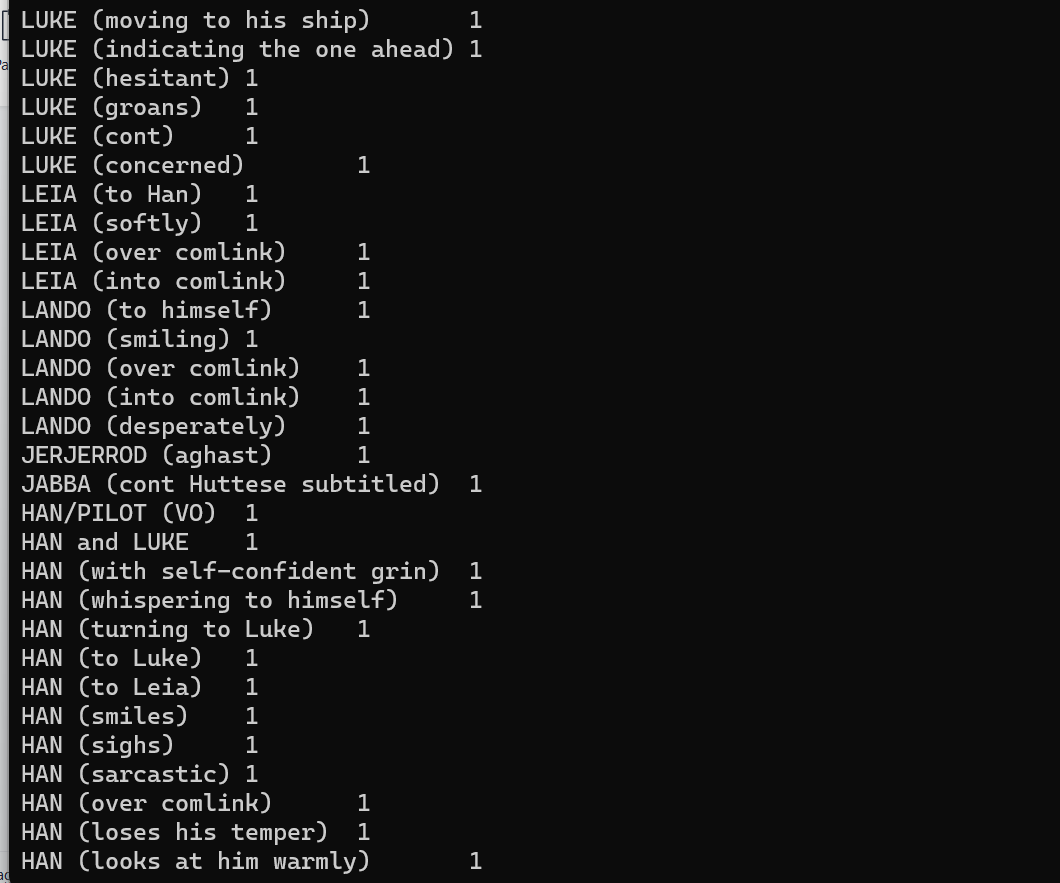 LUKE (moving to his ship)	1
LUKE (indicating the one ahead)	1
LUKE (hesitant)	1
LUKE (groans)	1
LUKE (cont)	1
LUKE (concerned)	1
LEIA (to Han)	1
LEIA (softly)	1
LEIA (over comlink)	1
LEIA (into comlink)	1
LANDO (to himself)	1
LANDO (smiling)	1
LANDO (over comlink)	1
LANDO (into comlink)	1
LANDO (desperately)	1
JERJERROD (aghast)	1
JABBA (cont Huttese subtitled)	1
HAN/PILOT (VO)	1
HAN and LUKE	1
HAN (with self-confident grin)	1
HAN (whispering to himself)	1
HAN (turning to Luke)	1
HAN (to Luke)	1
HAN (to Leia)	1
HAN (smiles)	1
HAN (sighs)	1
HAN (sarcastic)	1
HAN (over comlink)	1
HAN (loses his temper)	1
HAN (looks at him warmly)	1